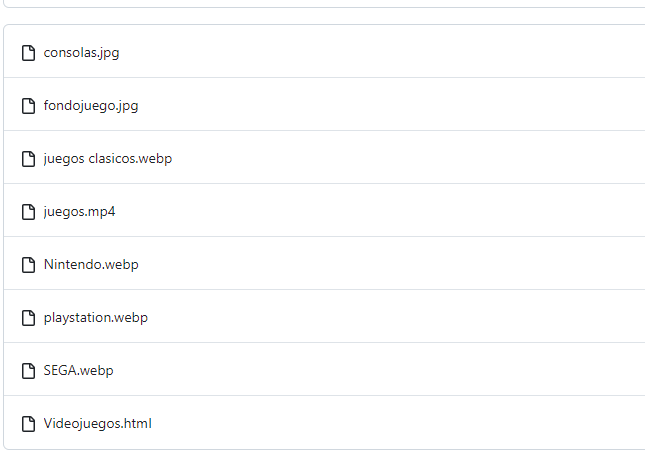 consolas.jpg
fondojuego.jpg
juegos clasicos.webp
juegos.mp4
Nintendo.webp
playstation.webp
SEGA.webp
Videojuegos.html